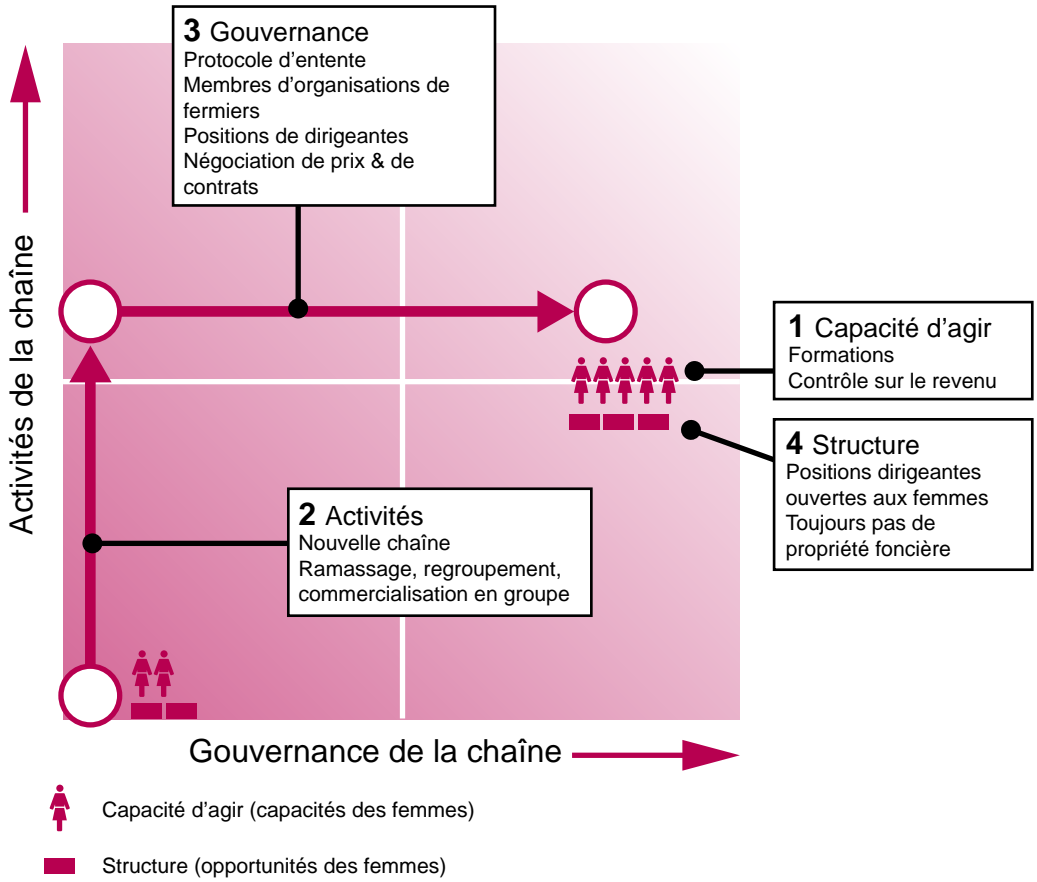 3 Gouvernance
Protocole d'entente
Membres d'organisations de
fermiers
Positions de dirigeantes
Négociation de prix & de
contrats
Activités de la chaîne
1 Capacité d'agir
Formations
Contrôle sur le revenu
4 Structure
Positions dirigeantes
ouvertes aux femmes
Toujours pas de
propriété foncière
2 Activités
Nouvelle chaîne
Ramassage, regroupement,
commercialisation en groupe
Gouvernance de la chaîne
Capacité d'agir (capacités des femmes)
Structure (opportunités des femmes)